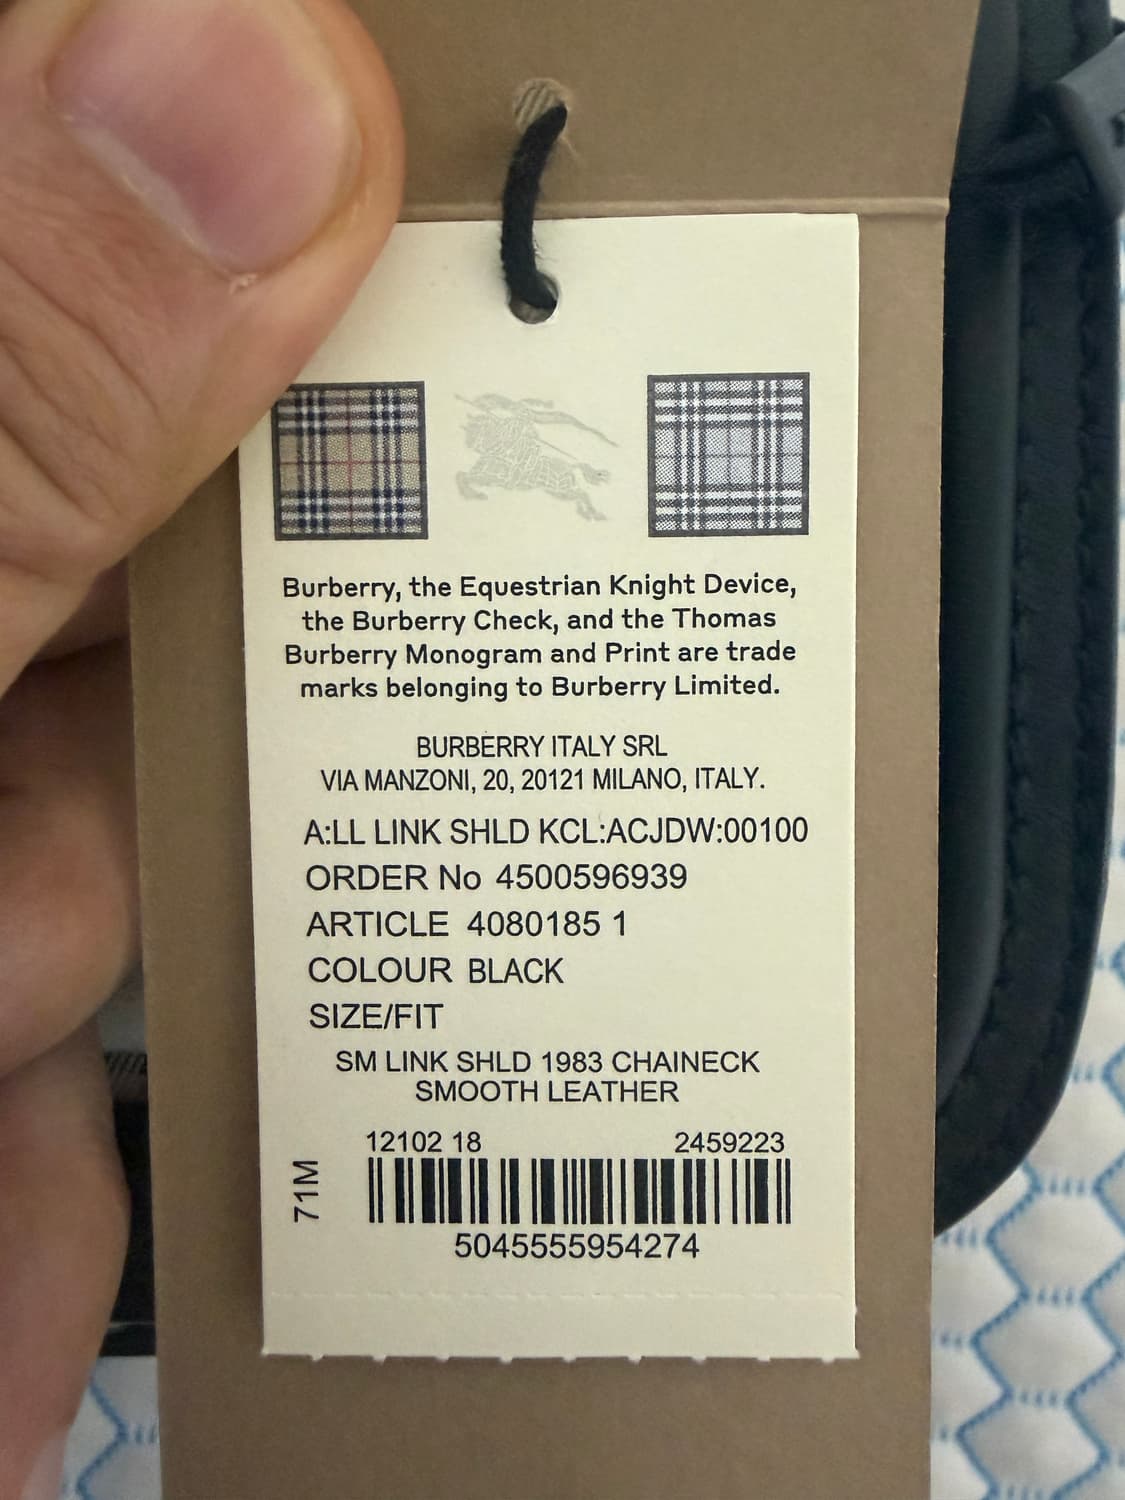 Burberry, the Equestrian Knight Device,
the Burberry Check, and the Thomas
Burberry Monogram and Print are trade
marks belonging to Burberry Limited.
BURBERRY ITALY SRL
VIA MANZONI, 20, 20121 MILANO, ITALY.
A:LL LINK SHLD KCL:ACJDW:00100
ORDER No 4500596939
ARTICLE 4080185 1
COLOUR BLACK
SIZE/FIT
SM LINK SHLD 1983 CHAINECK
SMOOTH LEATHER
12102 18 2459223
71M
5045555954274